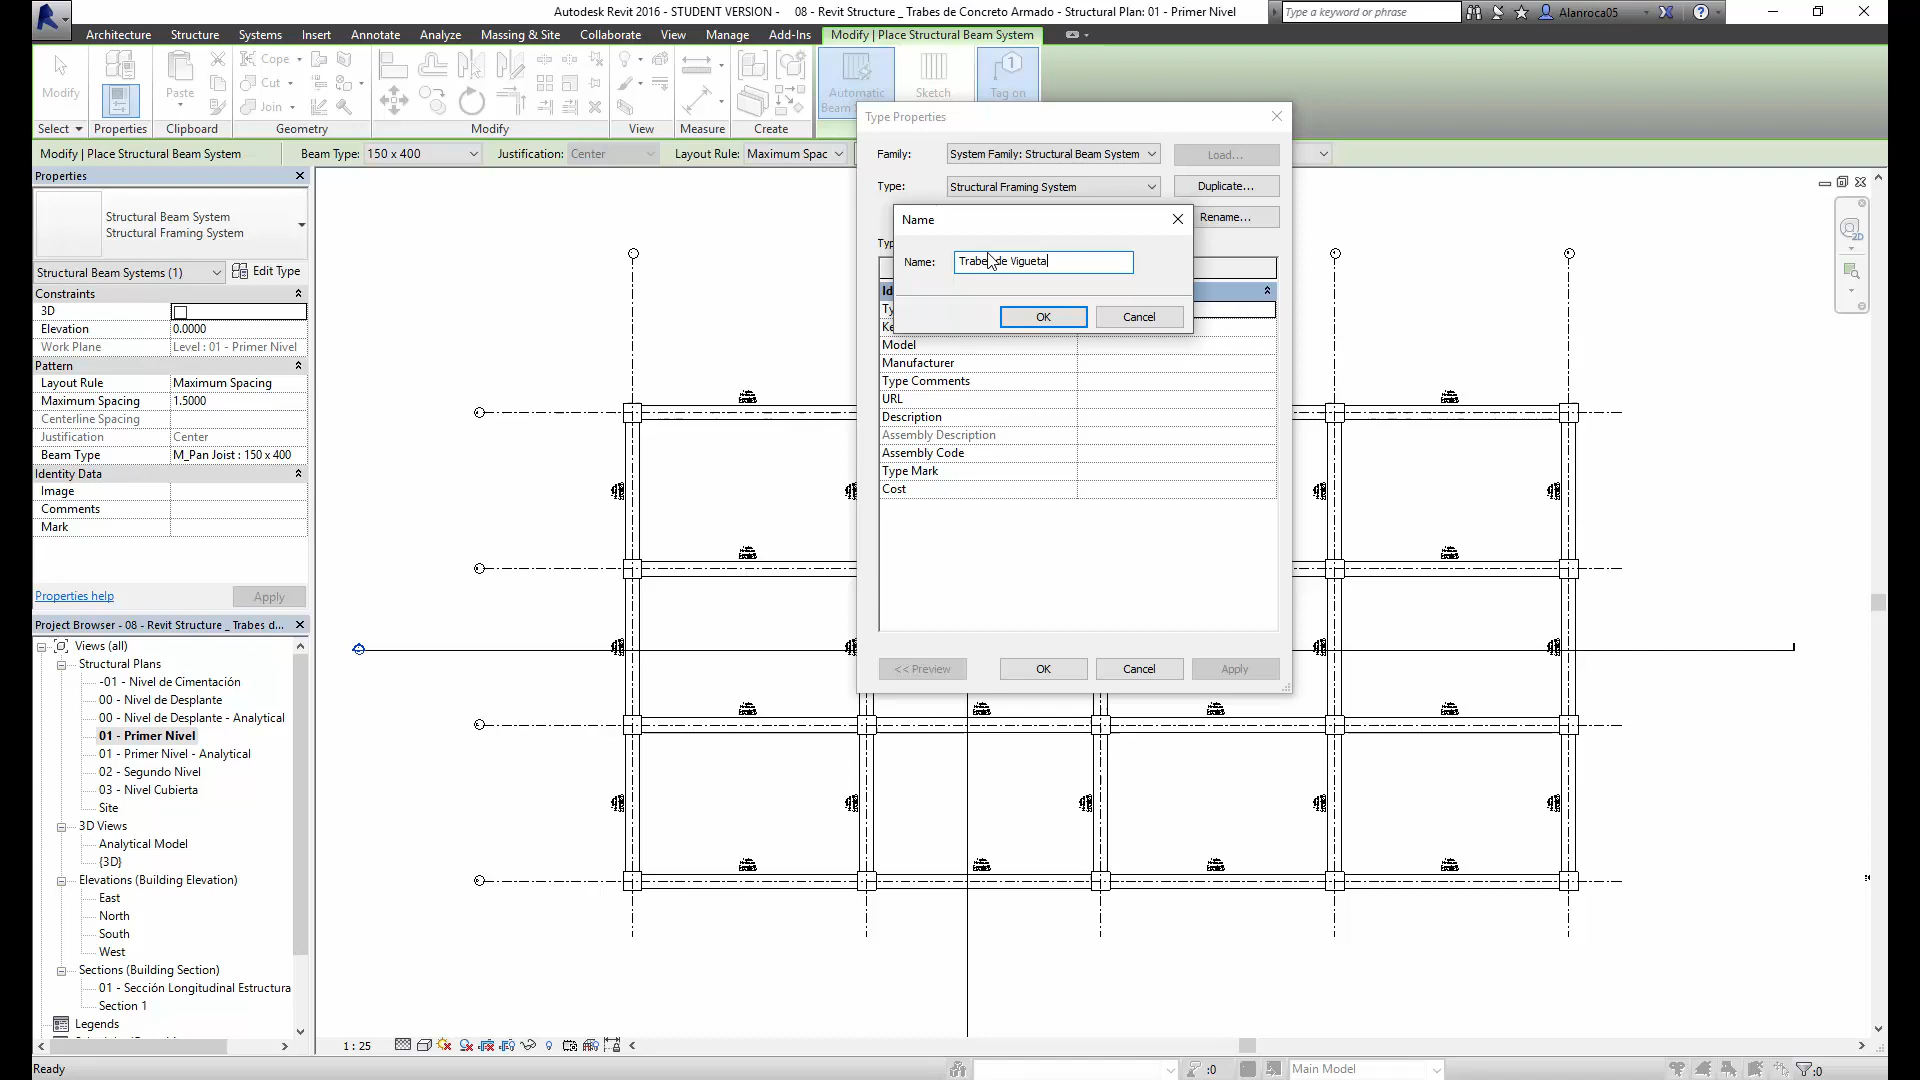 Autodesk Revit 2016 - STUDENT VERSION - 08 - Revit Structure _ Trabes de Concreto Armado - Structural Plan: 01 - Primer Nivel
Type a keyword or phrase
Alanroca05
Architecture Structure Systems Insert Annotate Analyze Massing & Site Collaborate View Manage Add-Ins Modify | Place Structural Beam System
Modify
Paste
Cope
Cut
Join
Automatic
Sketch
Tag on
Select Properties Clipboard Geometry Modify View Measure Create
Modify | Place Structural Beam System Beam Type: 150 x 400 Justification: Center Layout Rule: Maximum Spac
Properties
Structural Beam System
Structural Framing System
Structural Beam Systems (1) Edit Type
Constraints
3D
Elevation 0.0000
Work Plane Level : 01 - Primer Nivel
Pattern
Layout Rule Maximum Spacing
Maximum Spacing 1.5000
Centerline Spacing
Justification Center
Beam Type M_Pan Joist : 150 x 400
Identity Data
Image
Comments
Mark
Properties help Apply
Project Browser - 08 - Revit Structure _ Trabes d...
Views (all)
Structural Plans
-01 - Nivel de Cimentación
00 - Nivel de Desplante
00 - Nivel de Desplante - Analytical
01 - Primer Nivel
01 - Primer Nivel - Analytical
02 - Segundo Nivel
03 - Nivel Cubierta
Site
3D Views
Analytical Model
{3D}
Elevations (Building Elevation)
East
North
South
West
Sections (Building Section)
01 - Sección Longitudinal Estructura
Section 1
Legends
Type Properties
Family: System Family: Structural Beam System Load...
Type: Structural Framing System Duplicate...
Rename...
Name
Name: Trabes de Vigueta
OK Cancel
Model
Manufacturer
Type Comments
URL
Description
Assembly Description
Assembly Code
Type Mark
Cost
<< Preview OK Cancel Apply
2D
1 : 25
Ready
:0
Main Model
:0